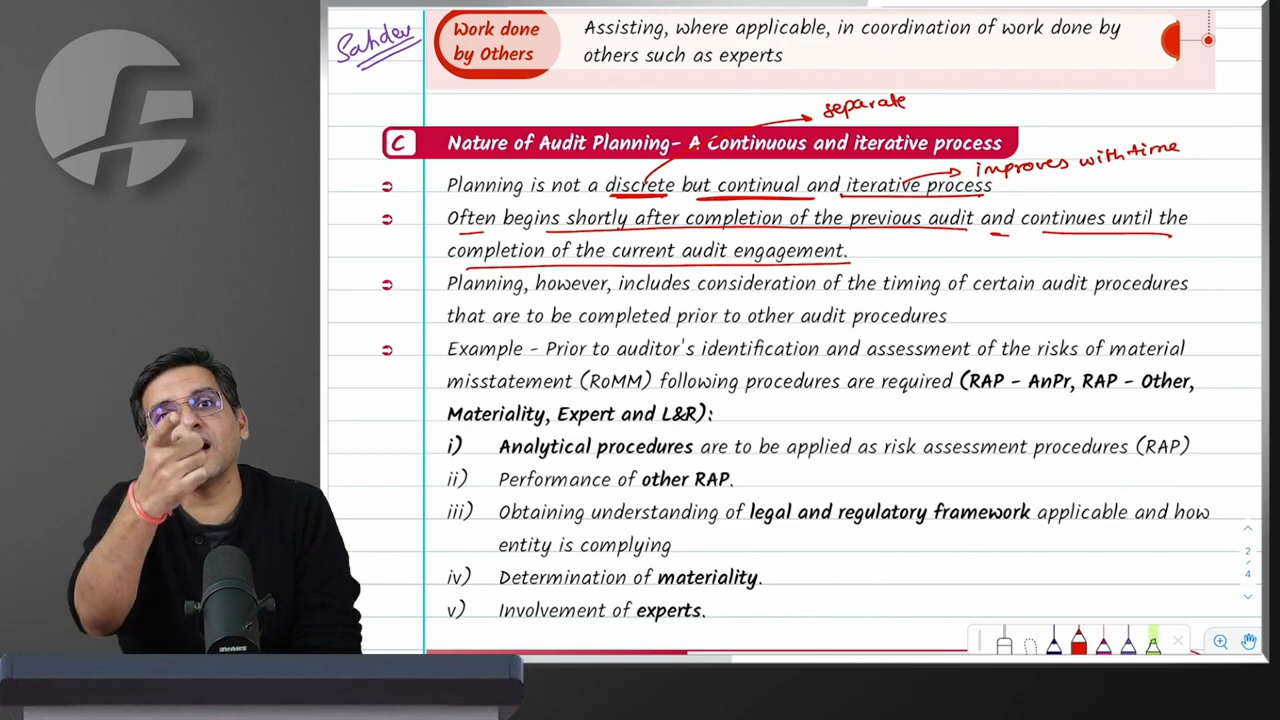 Sahdev
Work done
by Others
Assisting, where applicable, in coordination of work done by
others such as experts
separate
C Nature of Audit Planning- A Continuous and iterative process
improves with time
Planning is not a discrete but continual and iterative process
Often begins shortly after completion of the previous audit and continues until the
completion of the current audit engagement.
Planning, however, includes consideration of the timing of certain audit procedures
that are to be completed prior to other audit procedures
Example - Prior to auditor's identification and assessment of the risks of material
misstatement (RoMM) following procedures are required (RAP - AnPr, RAP - Other,
Materiality, Expert and L&R):
i) Analytical procedures are to be applied as risk assessment procedures (RAP)
ii) Performance of other RAP.
iii) Obtaining understanding of legal and regulatory framework applicable and how
entity is complying
iv) Determination of materiality.
v) Involvement of experts.
2
4